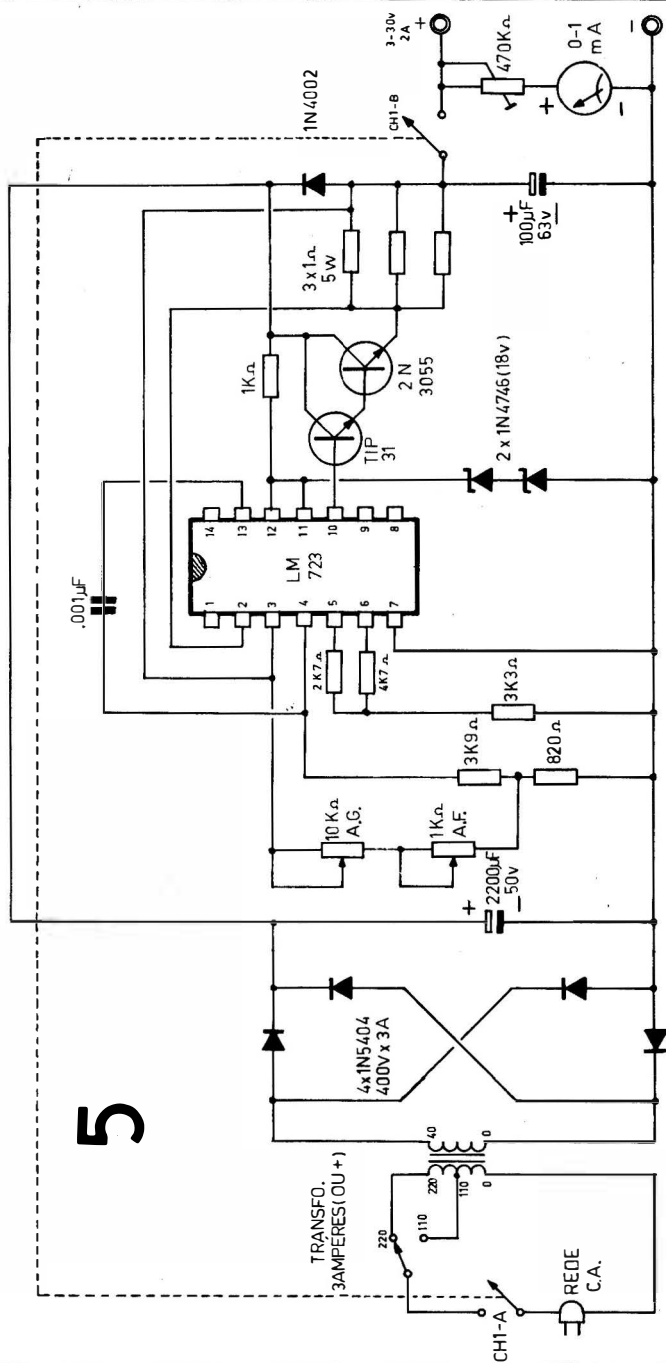 5
TRANSFO.
3AMPERES(OU +)
220
110
220
110
0
40
0
CH1-A
REDE
C.A.
4x1N5404
400V x 3A
+
2200µF
50v
–
10KΩ
A.G.
1KΩ
A.F.
3K9Ω
820Ω
3K3Ω
2K7Ω
4K7Ω
.001µF
LM
723
1
2
3
4
5
6
7
14
13
12
11
10
9
8
1KΩ
TIP
31
2N
3055
2 x 1N4746 (18v)
3 x 1Ω
5W
1N4002
CH1-B
+
100µF
63v
–
3-30v
2A
+
470KΩ
+
0-1
mA
–
–